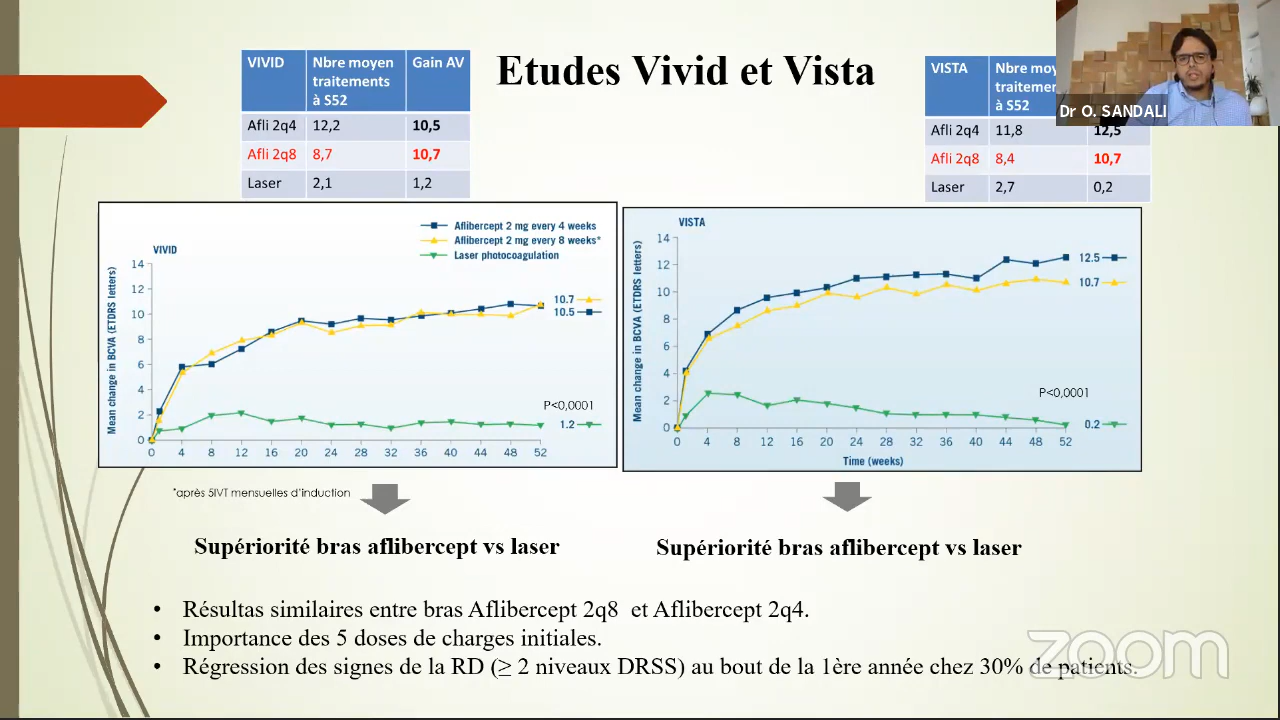 Etudes Vivid et Vista
VIVID Nbre moyen traitements à S52 Gain AV
Afli 2q4 12,2 10,5
Afli 2q8 8,7 10,7
Laser 2,1 1,2
VISTA Nbre à S52
Afli 2q4 11,8 12,5
Afli 2q8 8,4 10,7
Laser 2,7 0,2
Dr O. SANDALI
Aflibercept 2 mg every 4 weeks
Aflibercept 2 mg every 8 weeks*
Laser photocoagulation
VIVID
Mean change in BCVA (ETDRS letters)
14
12
10
8
6
4
2
0
10.7
10.5
P<0,0001
1.2
0 4 8 12 16 20 24 28 32 36 40 44 48 52
VISTA
Mean change in BCVA (ETDRS letters)
14
12
10
8
6
4
2
0
12.5
10.7
P<0,0001
0.2
0 4 8 12 16 20 24 28 32 36 40 44 48 52
Time (weeks)
*après 5IVT mensuelles d'induction
Supériorité bras aflibercept vs laser
Supériorité bras aflibercept vs laser
• Résultas similaires entre bras Aflibercept 2q8 et Aflibercept 2q4.
• Importance des 5 doses de charges initiales.
• Régression des signes de la RD (≥ 2 niveaux DRSS) au bout de la 1ère année chez 30% de patients.
zoom